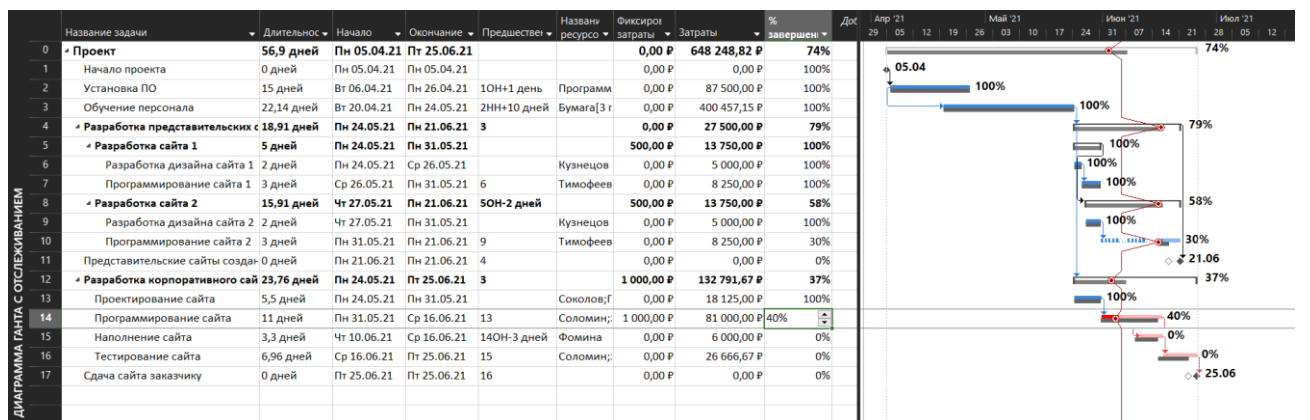 Названи Фиксиров % Доб Апр '21 Май '21 Июн '21 Июл '21
Название задачи Длительнос Начало Окончание Предшествен ресурсо затраты Затраты завершен 29 05 12 19 26 03 10 17 24 31 07 14 21 28 05 12
0 Проект 56,9 дней Пн 05.04.21 Пт 25.06.21 0,00 ₽ 648 248,82 ₽ 74% 74%
1 Начало проекта 0 дней Пн 05.04.21 Пн 05.04.21 0,00 ₽ 0,00 ₽ 100% 05.04
2 Установка ПО 15 дней Вт 06.04.21 Пн 26.04.21 1ОН+1 день Программ 0,00 ₽ 87 500,00 ₽ 100% 100%
3 Обучение персонала 22,14 дней Вт 20.04.21 Пн 24.05.21 2НН+10 дней Бумага[3 г 0,00 ₽ 400 457,15 ₽ 100% 100%
4 Разработка представительских с 18,91 дней Пн 24.05.21 Пн 21.06.21 3 0,00 ₽ 27 500,00 ₽ 79% 79%
5 Разработка сайта 1 5 дней Пн 24.05.21 Пн 31.05.21 500,00 ₽ 13 750,00 ₽ 100% 100%
6 Разработка дизайна сайта 1 2 дней Пн 24.05.21 Ср 26.05.21 Кузнецов 0,00 ₽ 5 000,00 ₽ 100% 100%
7 Программирование сайта 1 3 дней Ср 26.05.21 Пн 31.05.21 6 Тимофеев 0,00 ₽ 8 250,00 ₽ 100% 100%
8 Разработка сайта 2 15,91 дней Чт 27.05.21 Пн 21.06.21 5ОН-2 дней 500,00 ₽ 13 750,00 ₽ 58% 58%
9 Разработка дизайна сайта 2 2 дней Чт 27.05.21 Пн 31.05.21 Кузнецов 0,00 ₽ 5 000,00 ₽ 100% 100%
10 Программирование сайта 2 3 дней Пн 31.05.21 Пн 21.06.21 9 Тимофеев 0,00 ₽ 8 250,00 ₽ 30% 30%
11 Представительские сайты создан 0 дней Пн 21.06.21 Пн 21.06.21 4 0,00 ₽ 0,00 ₽ 0% 21.06
12 Разработка корпоративного сай 23,76 дней Пн 24.05.21 Пт 25.06.21 3 1 000,00 ₽ 132 791,67 ₽ 37% 37%
13 Проектирование сайта 5,5 дней Пн 24.05.21 Пн 31.05.21 Соколов;Г 0,00 ₽ 18 125,00 ₽ 100% 100%
14 Программирование сайта 11 дней Пн 31.05.21 Ср 16.06.21 13 Соломин; 1 000,00 ₽ 81 000,00 ₽ 40% 40%
15 Наполнение сайта 3,3 дней Чт 10.06.21 Ср 16.06.21 14ОН-3 дней Фомина 0,00 ₽ 6 000,00 ₽ 0% 0%
16 Тестирование сайта 6,96 дней Ср 16.06.21 Пт 25.06.21 15 Соломин; 0,00 ₽ 26 666,67 ₽ 0% 0%
17 Сдача сайта заказчику 0 дней Пт 25.06.21 Пт 25.06.21 16 0,00 ₽ 0,00 ₽ 0% 25.06
ДИАГРАММА ГАНТА С ОТСЛЕЖИВАНИЕМ